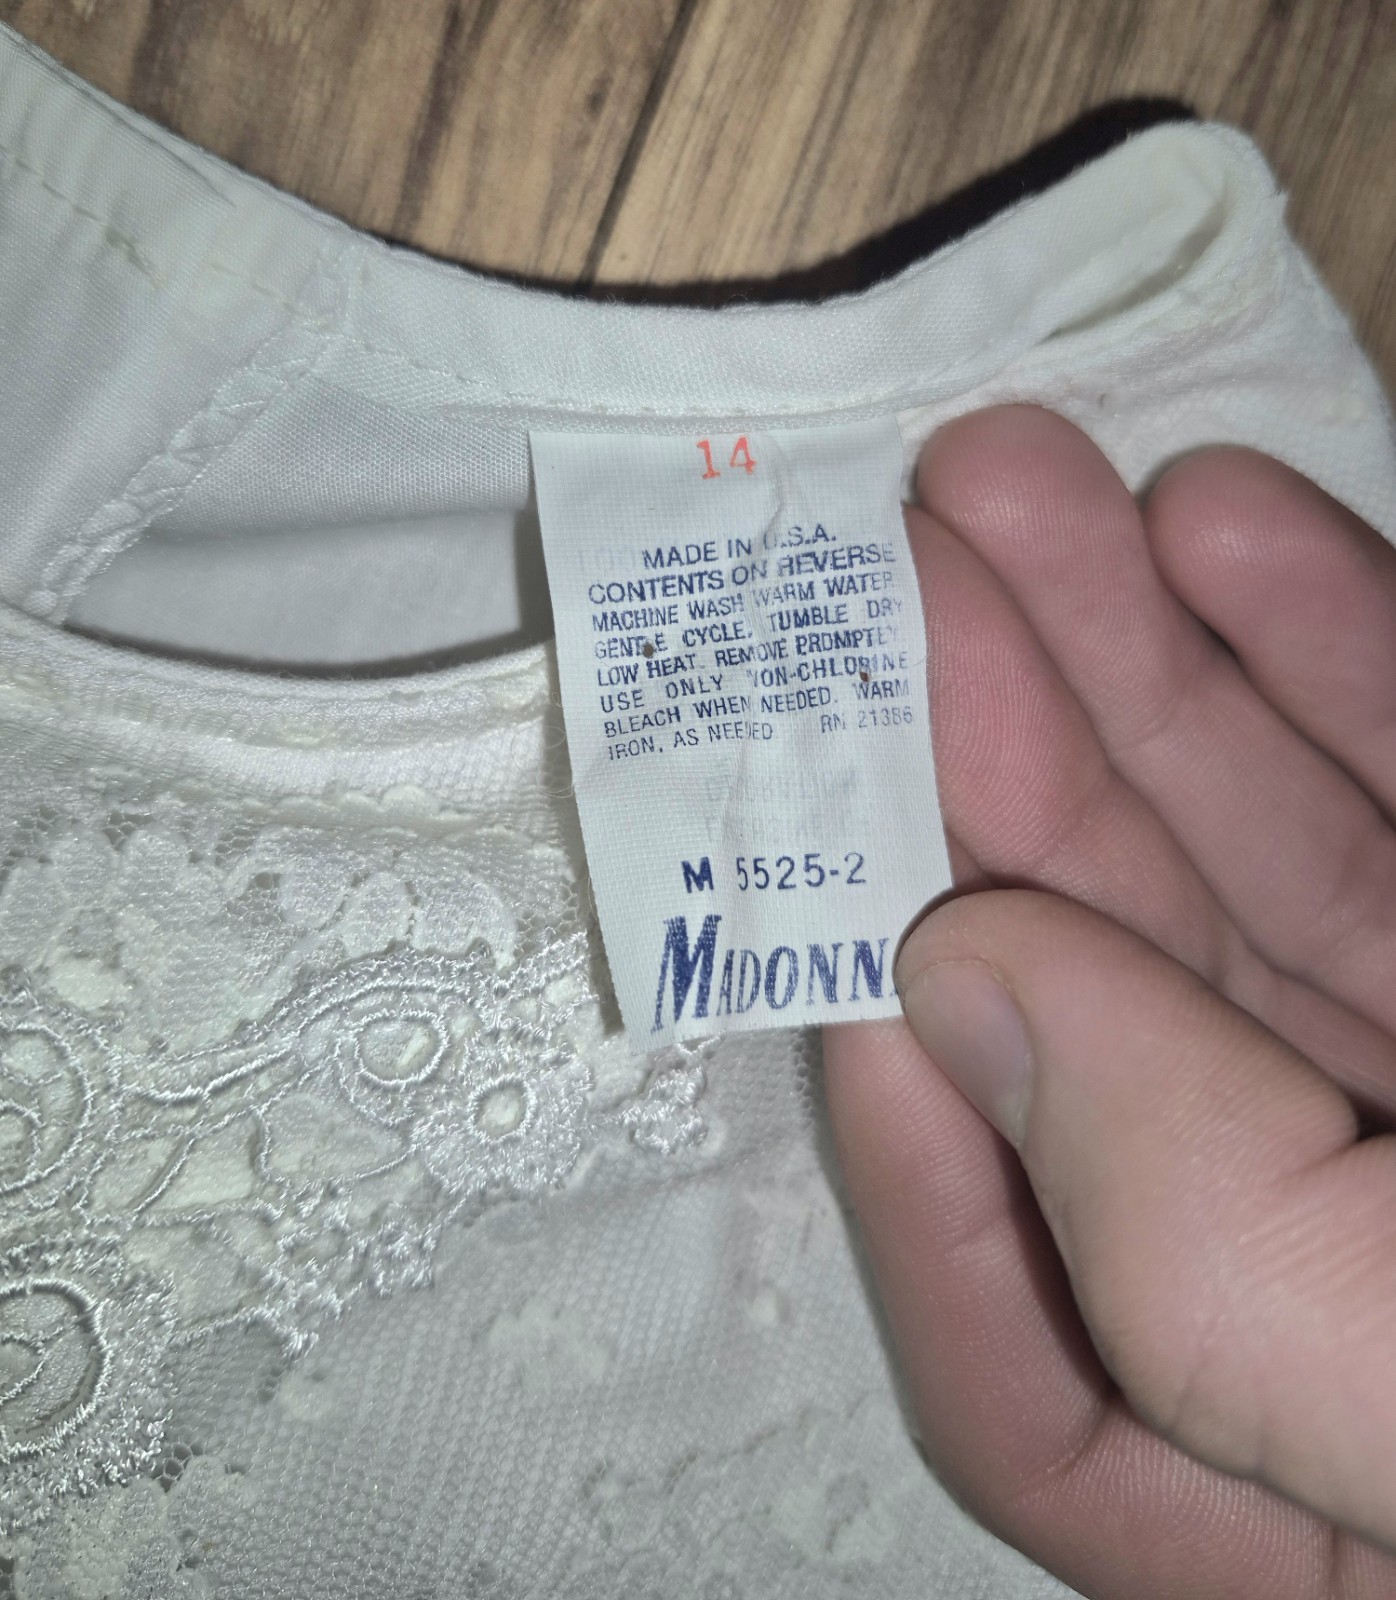 14
MADE IN U.S.A.
CONTENTS ON REVERSE
MACHINE WASH WARM WATER
GENTLE CYCLE. TUMBLE DRY
LOW HEAT. REMOVE PROMPTLY
USE ONLY NON-CHLORINE
BLEACH WHEN NEEDED. WARM
IRON, AS NEEDED RN 21386
M 5525-2
MADONN